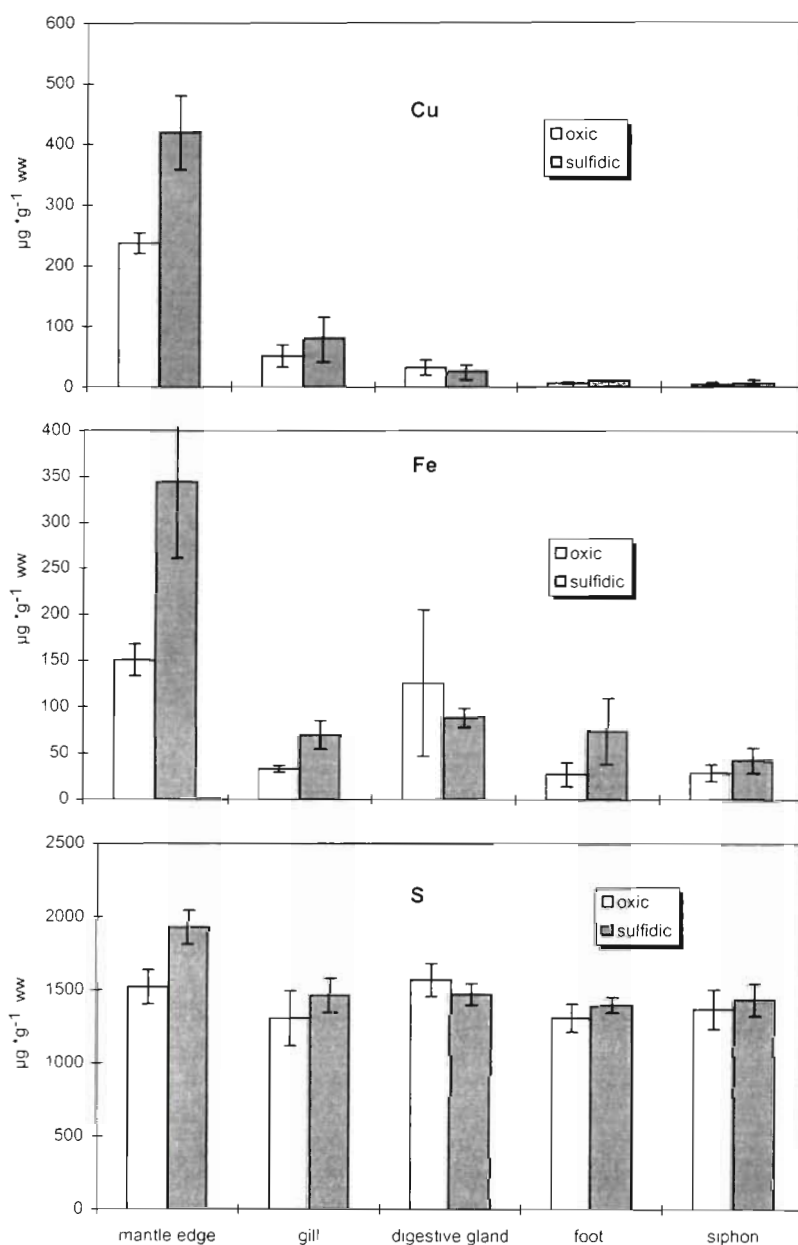 600
500
400
300
200
100
0
µg *g-1 ww
Cu
oxic
sulfidic
400
350
300
250
200
150
100
50
0
µg *g-1 ww
Fe
oxic
sulfidic
2500
2000
1500
1000
500
0
µg *g-1 ww
S
oxic
sulfidic
mantle edge gill digestive gland foot siphon